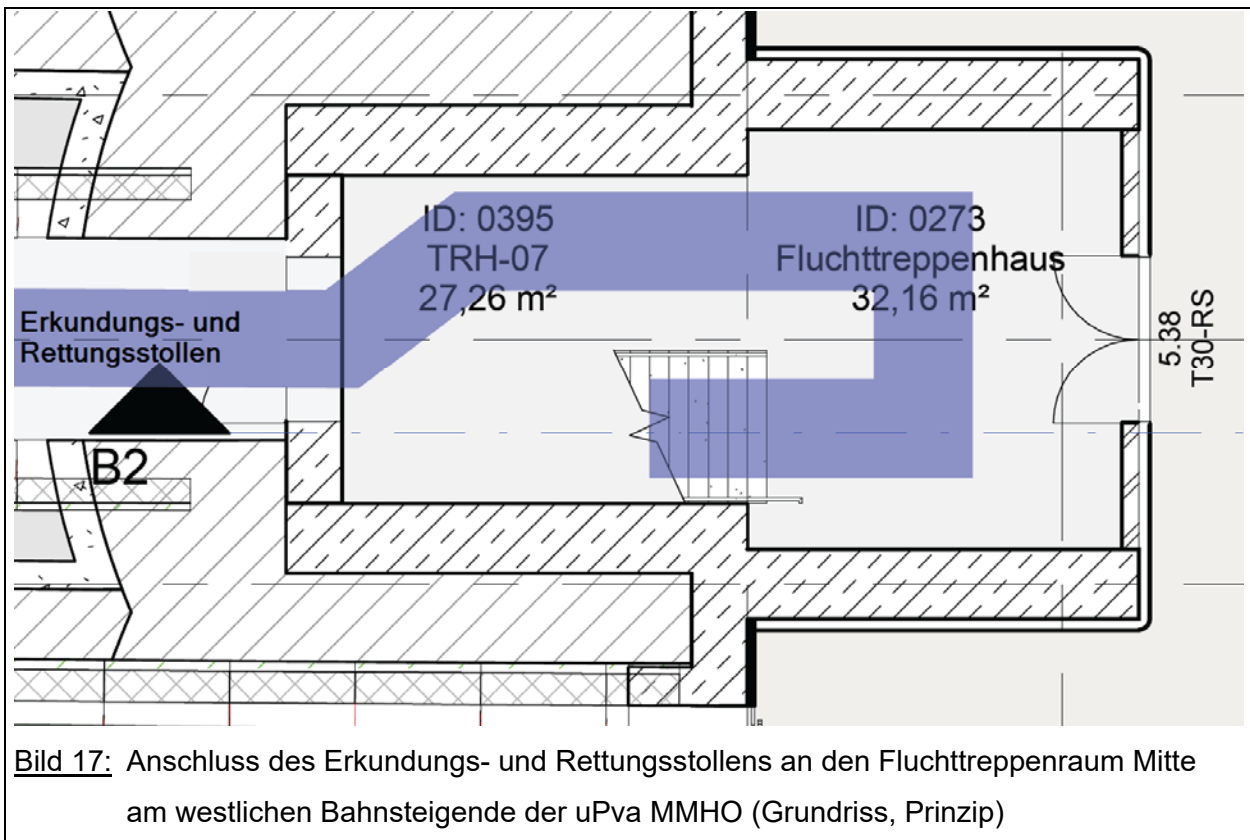 ID: 0395
TRH-07
27,26 m²
ID: 0273
Fluchttreppenhaus
32,16 m²
Erkundungs- und
Rettungsstollen
B2
5.38
T30-RS
Bild 17: Anschluss des Erkundungs- und Rettungsstollens an den Fluchttreppenraum Mitte
am westlichen Bahnsteigende der uPva MMHO (Grundriss, Prinzip)